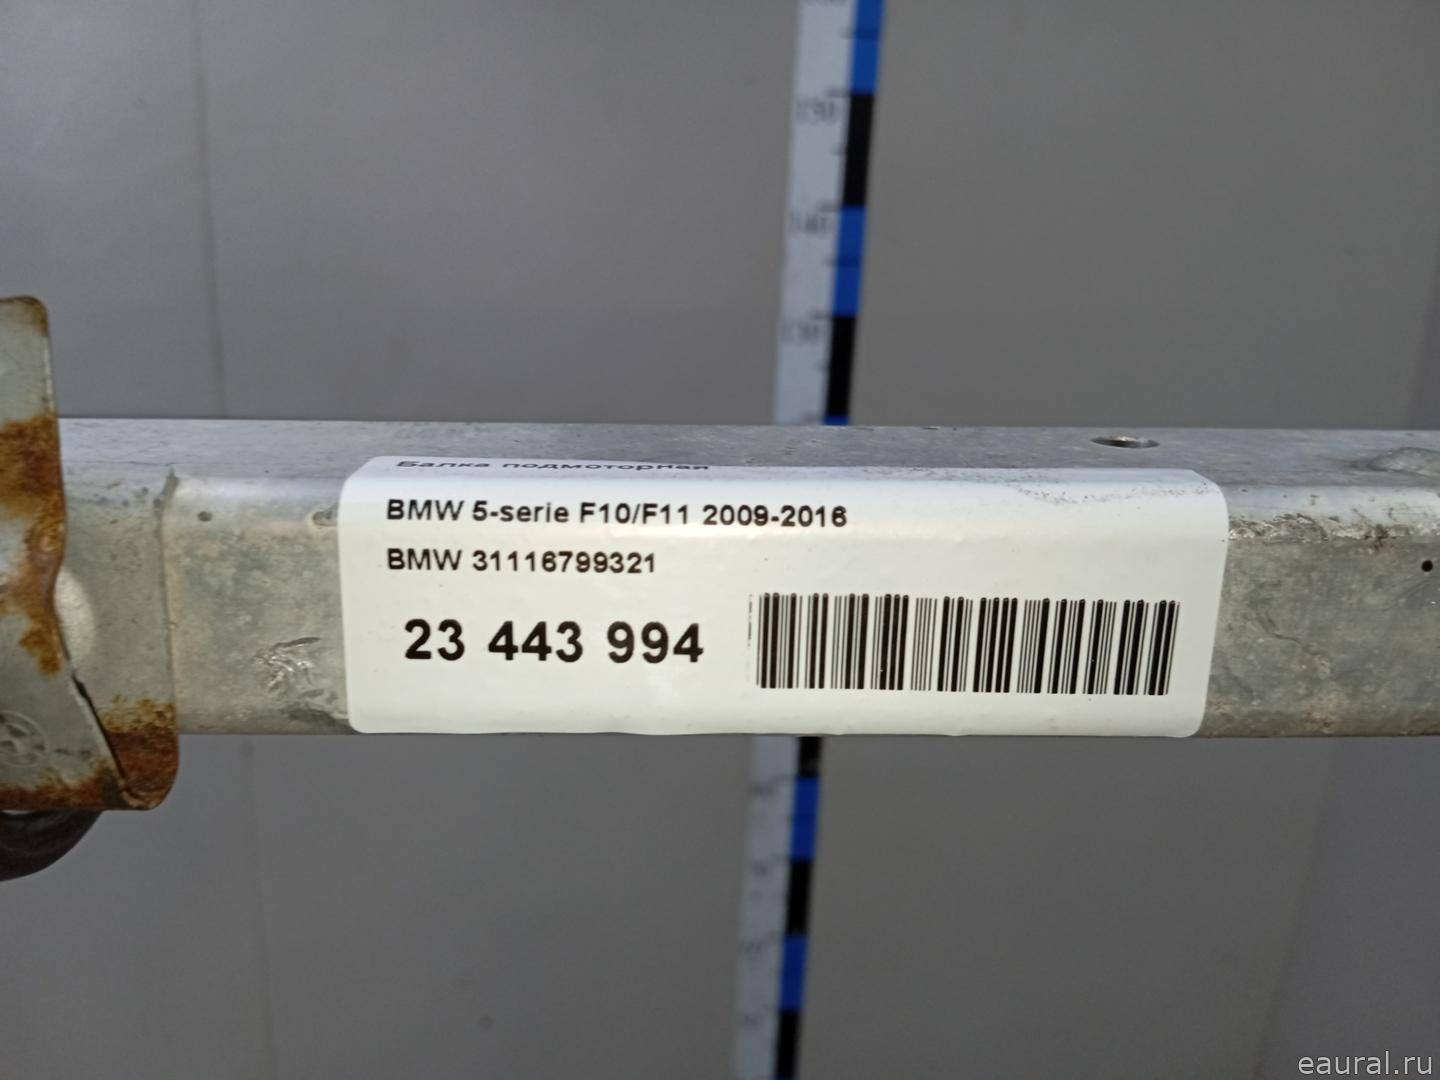 Балка подмоторная
BMW 5-serie F10/F11 2009-2016
BMW 31116799321
23 443 994
eaural.ru